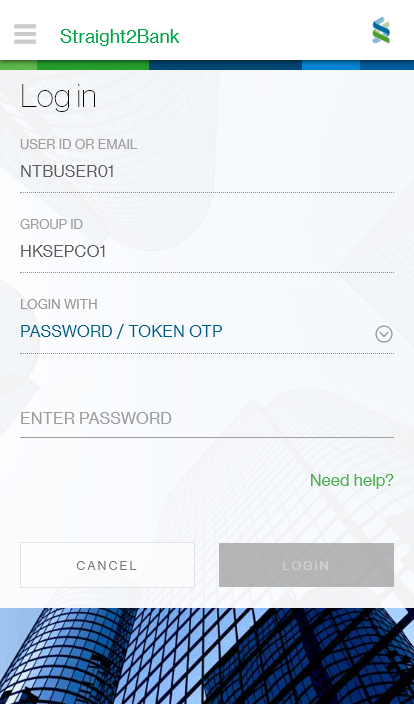 Straight2Bank
Log in
USER ID OR EMAIL
NTBUSER01
GROUP ID
HKSEPCO1
LOGIN WITH
PASSWORD / TOKEN OTP
ENTER PASSWORD
Need help?
CANCEL
LOGIN